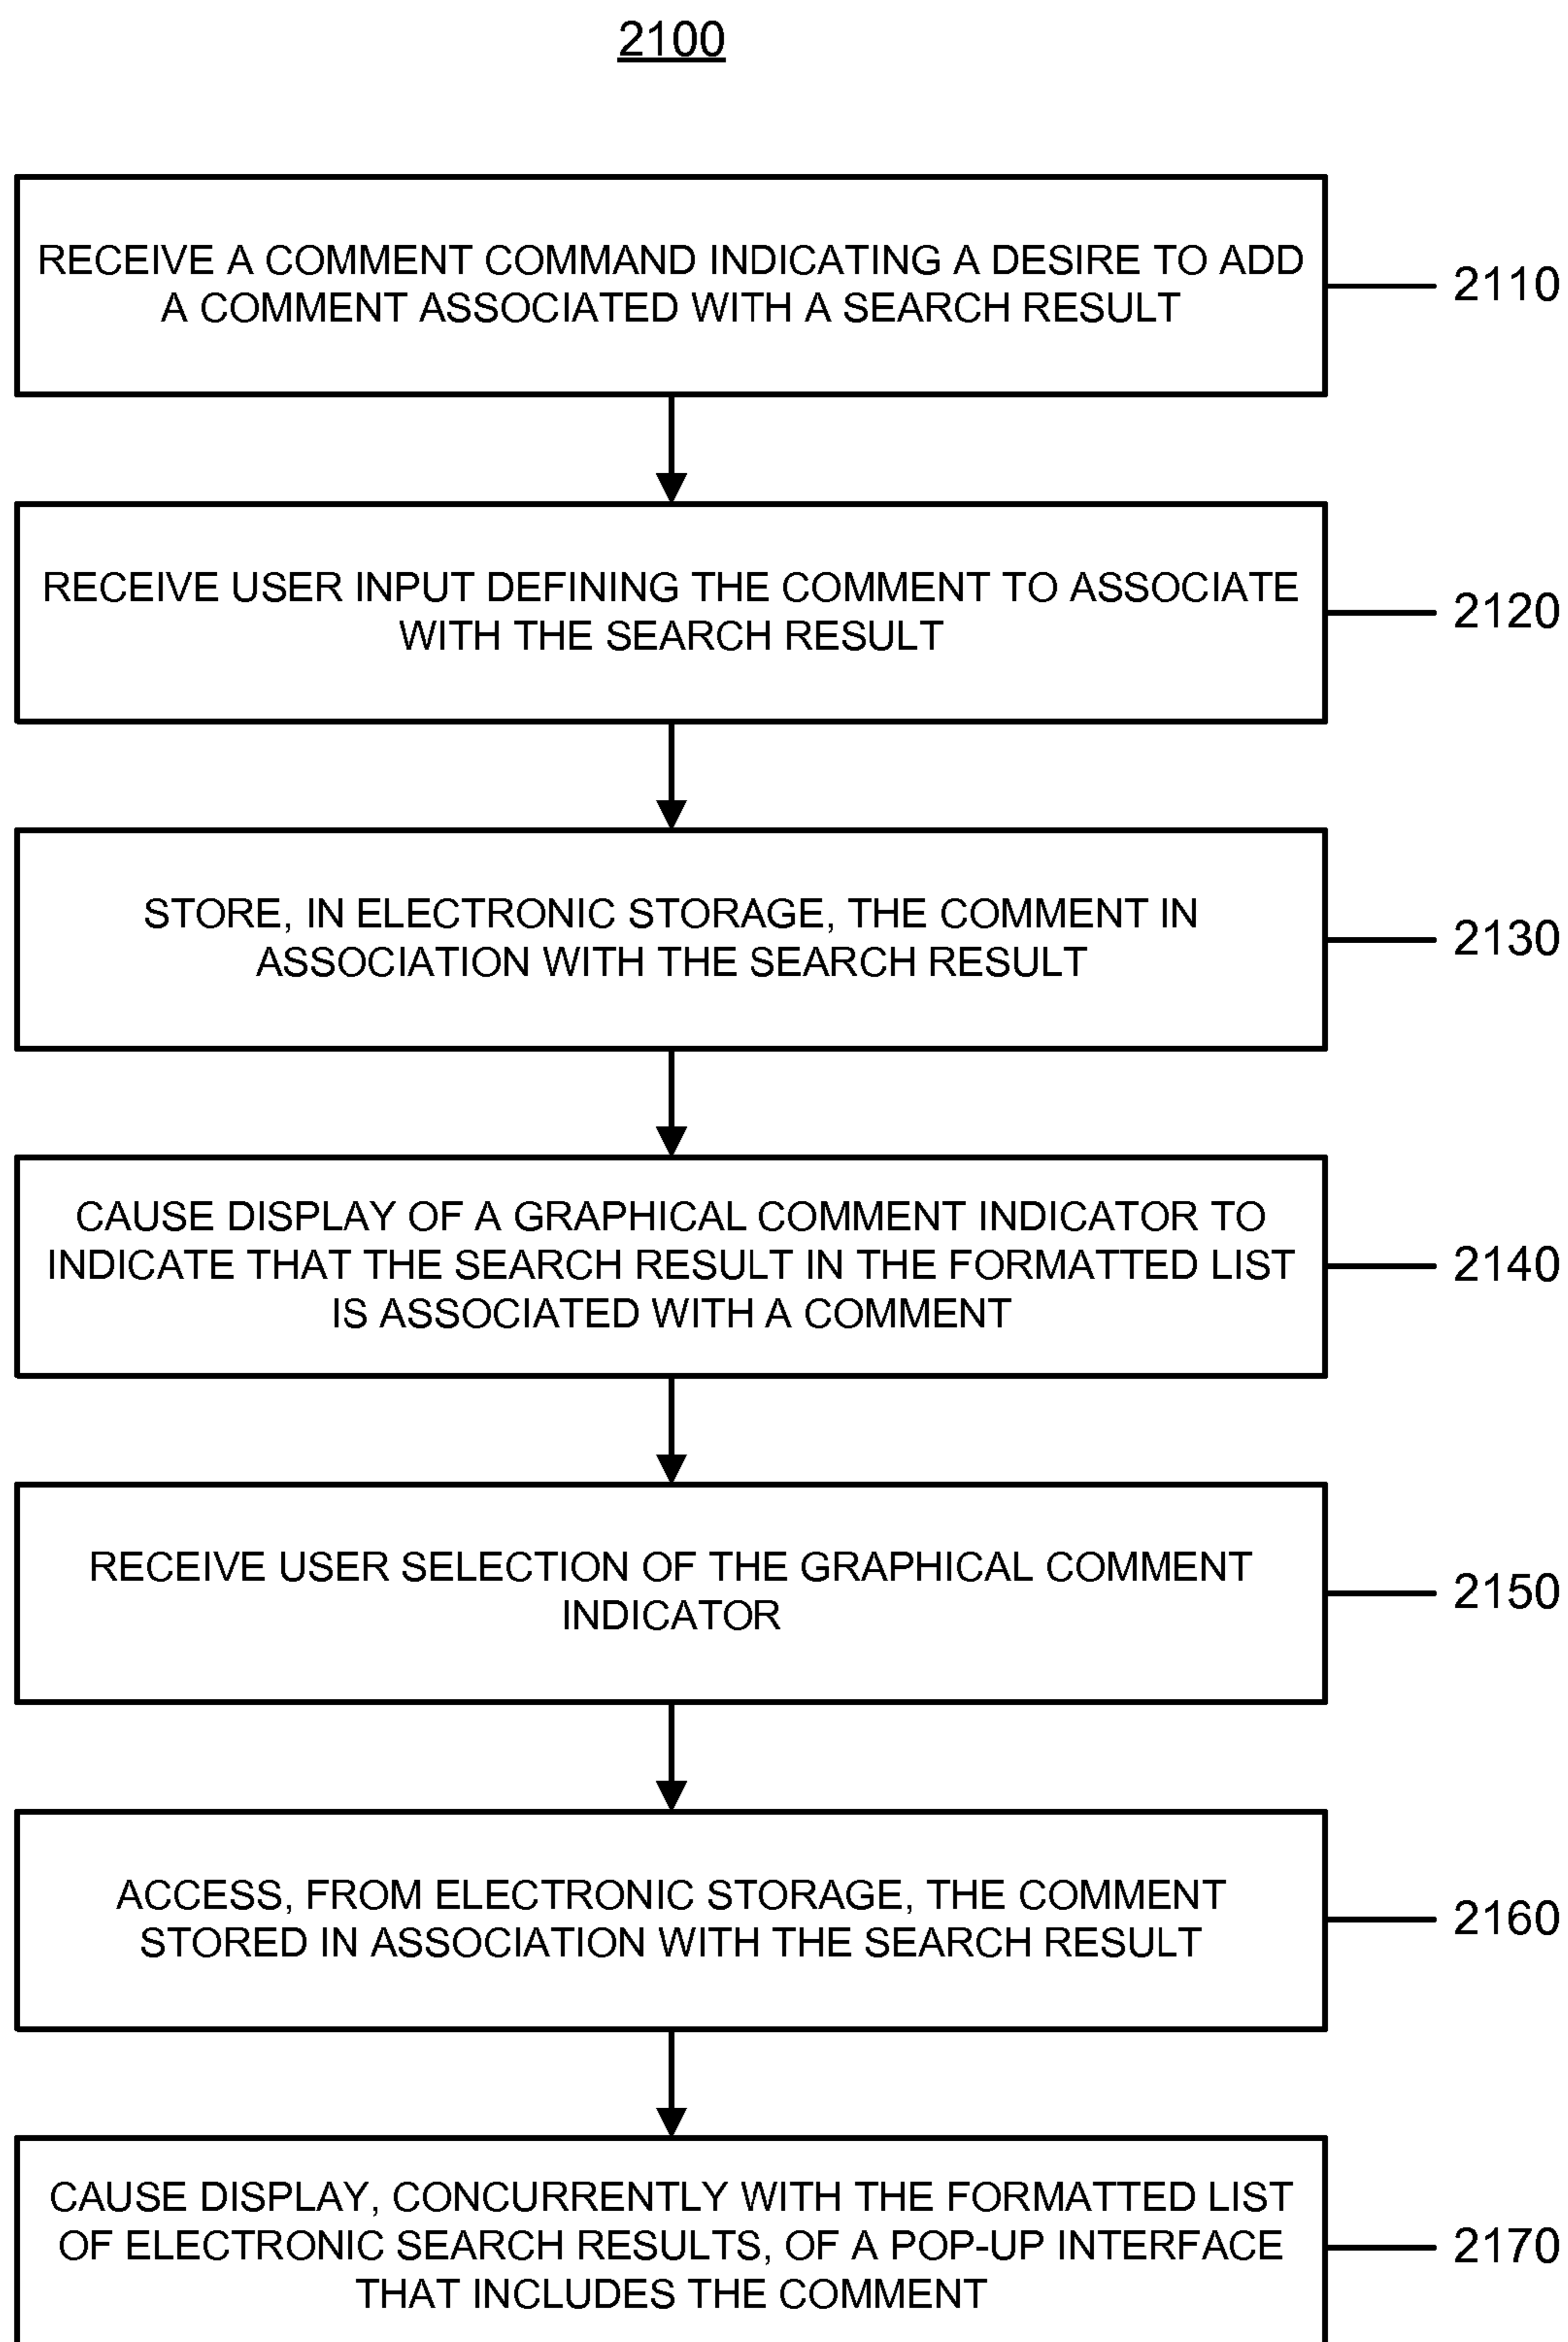 2100
RECEIVE A COMMENT COMMAND INDICATING A DESIRE TO ADD
A COMMENT ASSOCIATED WITH A SEARCH RESULT
2110
RECEIVE USER INPUT DEFINING THE COMMENT TO ASSOCIATE
WITH THE SEARCH RESULT
2120
STORE, IN ELECTRONIC STORAGE, THE COMMENT IN
ASSOCIATION WITH THE SEARCH RESULT
2130
CAUSE DISPLAY OF A GRAPHICAL COMMENT INDICATOR TO
INDICATE THAT THE SEARCH RESULT IN THE FORMATTED LIST
IS ASSOCIATED WITH A COMMENT
2140
RECEIVE USER SELECTION OF THE GRAPHICAL COMMENT
INDICATOR
2150
ACCESS, FROM ELECTRONIC STORAGE, THE COMMENT
STORED IN ASSOCIATION WITH THE SEARCH RESULT
2160
CAUSE DISPLAY, CONCURRENTLY WITH THE FORMATTED LIST
OF ELECTRONIC SEARCH RESULTS, OF A POP-UP INTERFACE
THAT INCLUDES THE COMMENT
2170